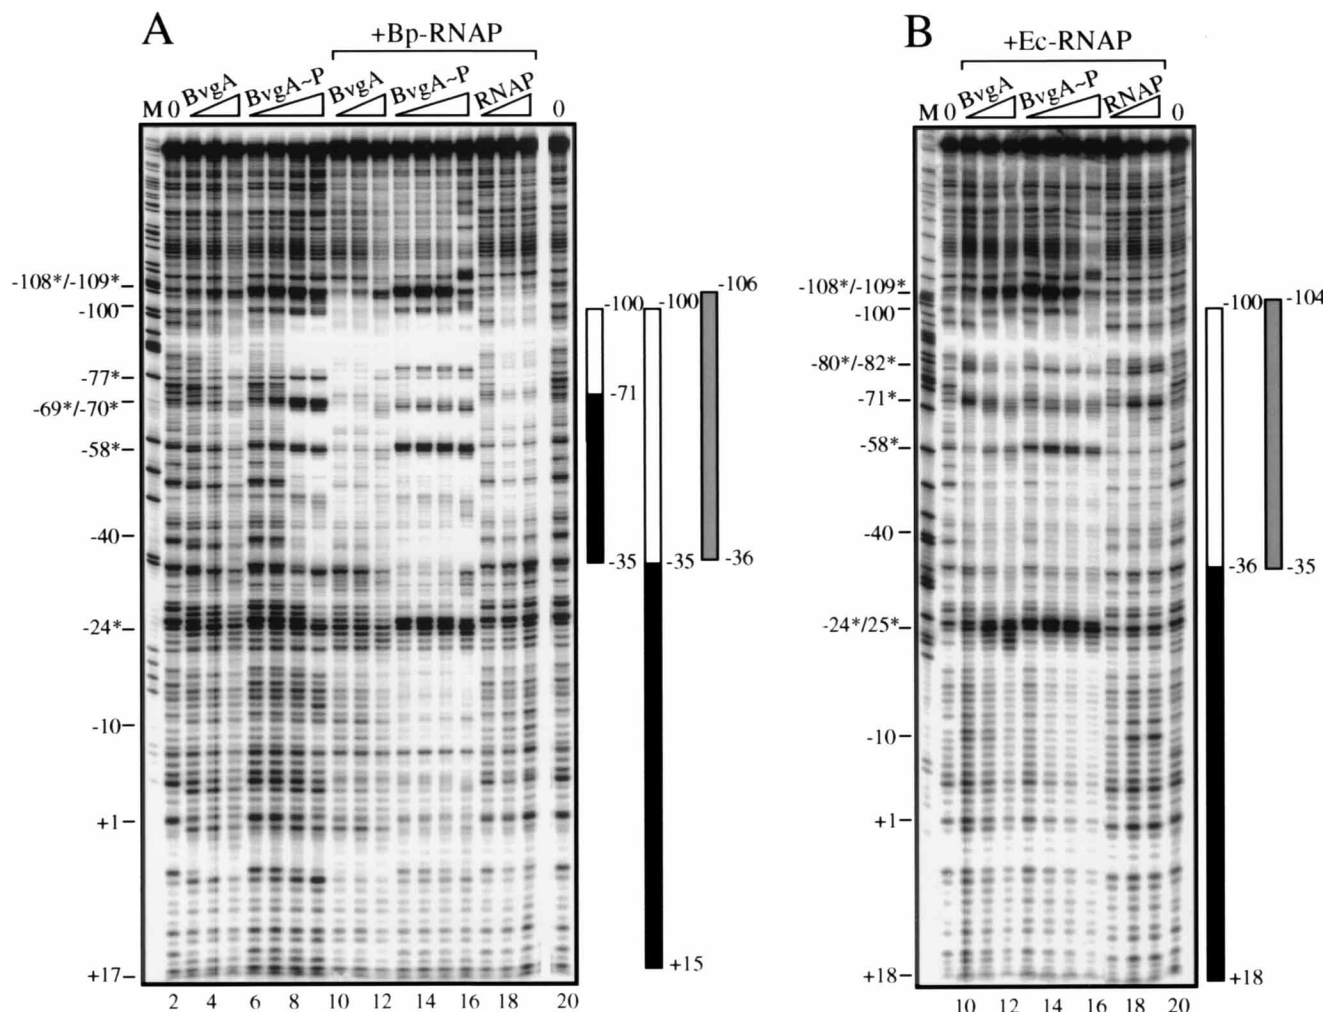 A
+Bp-RNAP
BvgA
BvgA~P
BvgA
BvgA~P
RNAP
M 0
0
-108*/-109*
-100
-77*
-69*/-70*
-58*
-40
-24*
-10
+1
+17
2 4 6 8 10 12 14 16 18 20
-100
-71
-35
-100
-35
+15
-106
-36
B
+Ec-RNAP
BvgA
BvgA~P
RNAP
M 0
0
-108*/-109*
-100
-80*/-82*
-71*
-58*
-40
-24*/25*
-10
+1
+18
10 12 14 16 18 20
-100
-36
+18
-104
-35